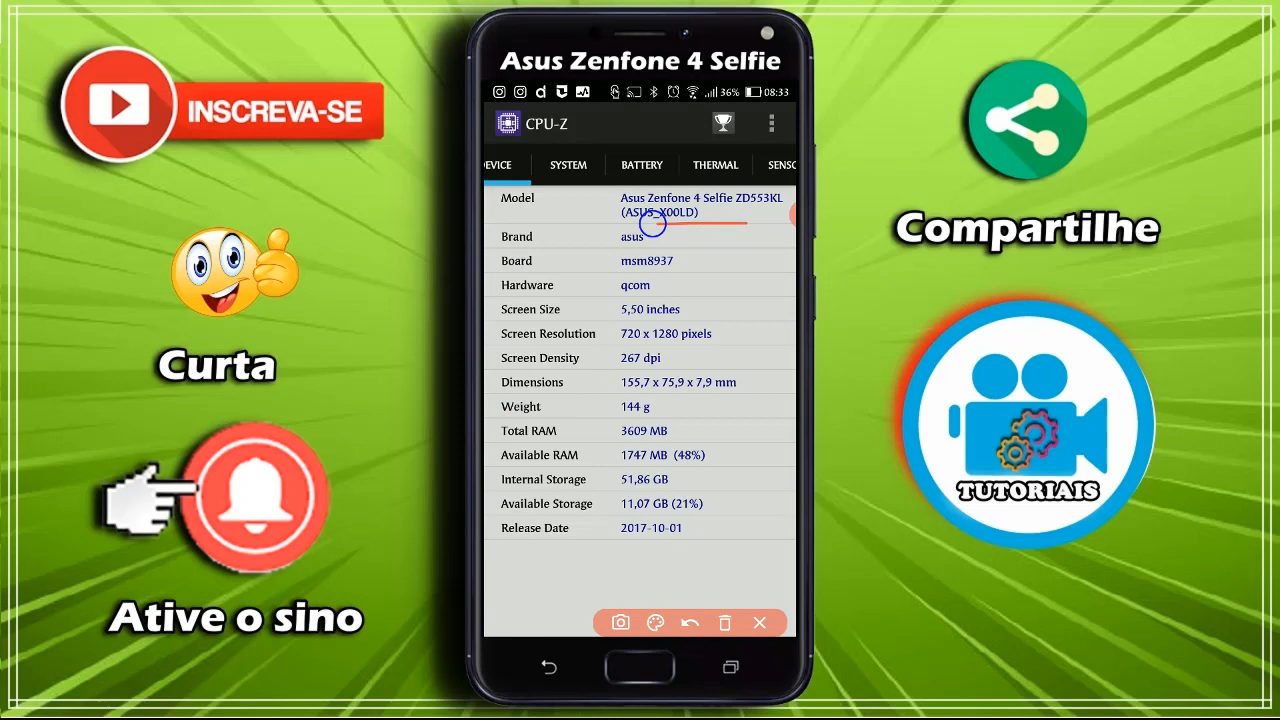 INSCREVA-SE
Curta
Ative o sino
Asus Zenfone 4 Selfie
36% 08:33
CPU-Z
EVICE SYSTEM BATTERY THERMAL SENSO
Model Asus Zenfone 4 Selfie ZD553KL
(ASUS_X00LD)
Brand asus
Board msm8937
Hardware qcom
Screen Size 5,50 inches
Screen Resolution 720 x 1280 pixels
Screen Density 267 dpi
Dimensions 155,7 x 75,9 x 7,9 mm
Weight 144 g
Total RAM 3609 MB
Available RAM 1747 MB (48%)
Internal Storage 51,86 GB
Available Storage 11,07 GB (21%)
Release Date 2017-10-01
Compartilhe
TUTORIAIS